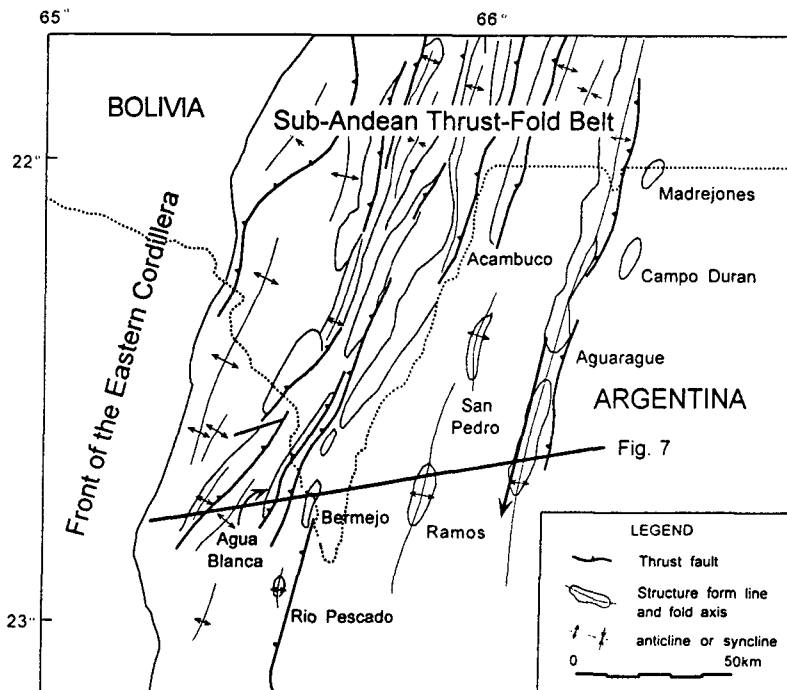 65°
66°
BOLIVIA
Sub-Andean Thrust-Fold Belt
22°
Madrejones
Acambuco
Campo Duran
Front of the Eastern Cordillera
Aguarague
San
Pedro
ARGENTINA
Fig. 7
Bermejo
Ramos
Agua
Blanca
Rio Pescado
23°
LEGEND
Thrust fault
Structure form line
and fold axis
anticline or syncline
0 50km